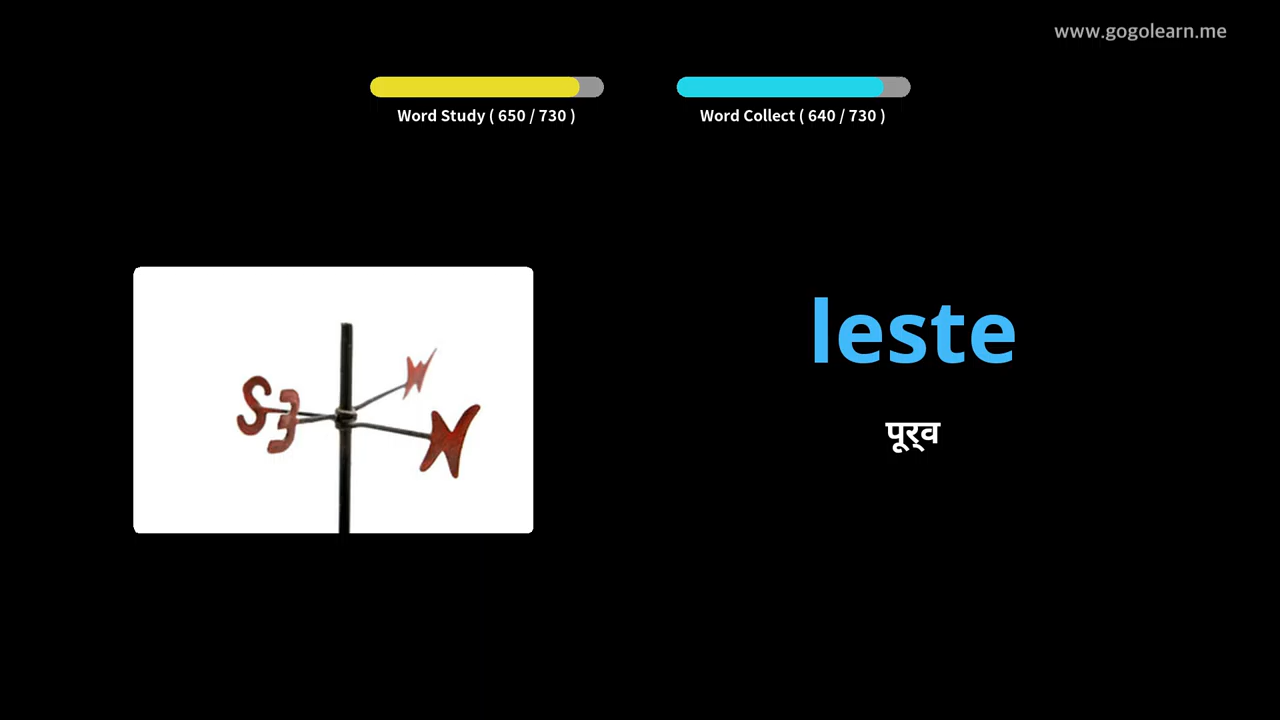 www.gogolearn.me
Word Study ( 650 / 730 )
Word Collect ( 640 / 730 )
S E W N
leste
पूर्व